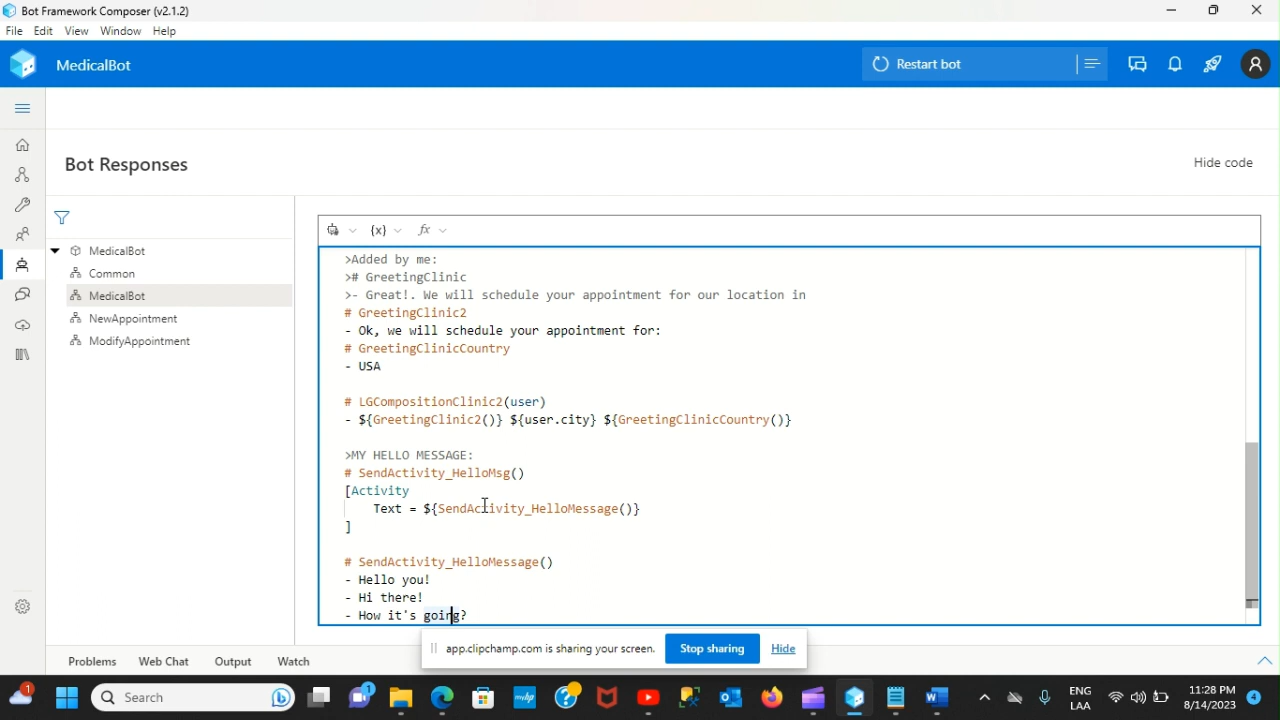 Bot Framework Composer (v2.1.2)
File Edit View Window Help
MedicalBot
Restart bot
Bot Responses
Hide code
MedicalBot
Common
MedicalBot
NewAppointment
ModifyAppointment
{x} fx
>Added by me:
># GreetingClinic
>- Great!. We will schedule your appointment for our location in
# GreetingClinic2
- Ok, we will schedule your appointment for:
# GreetingClinicCountry
- USA
# LGCompositionClinic2(user)
- ${GreetingClinic2()} ${user.city} ${GreetingClinicCountry()}
>MY HELLO MESSAGE:
# SendActivity_HelloMsg()
[Activity
Text = ${SendActivity_HelloMessage()}
]
# SendActivity_HelloMessage()
- Hello you!
- Hi there!
- How it's going?
app.clipchamp.com is sharing your screen. Stop sharing Hide
Problems Web Chat Output Watch
1 Search 1 ENG 11:28 PM 4
LAA 8/14/2023